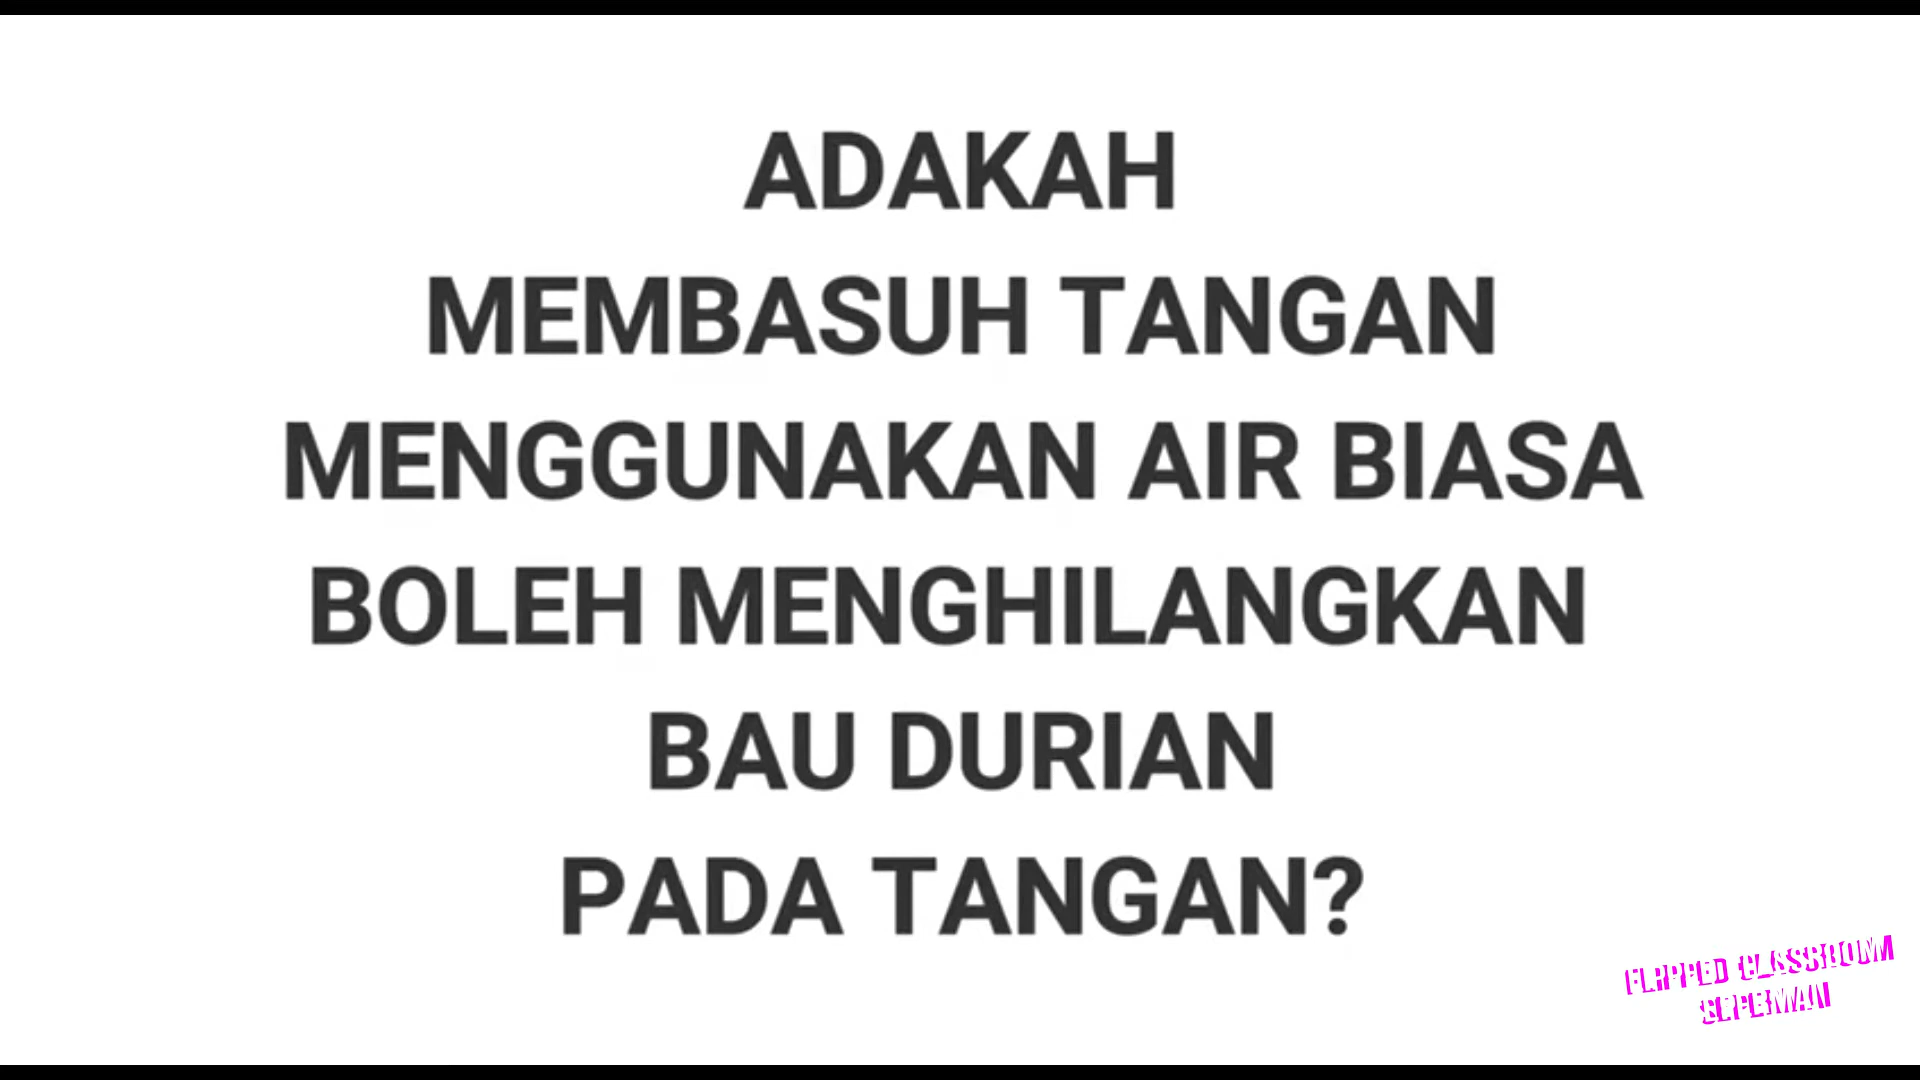 ADAKAH
MEMBASUH TANGAN
MENGGUNAKAN AIR BIASA
BOLEH MENGHILANGKAN
BAU DURIAN
PADA TANGAN?
FLIPPED CLASSROOM